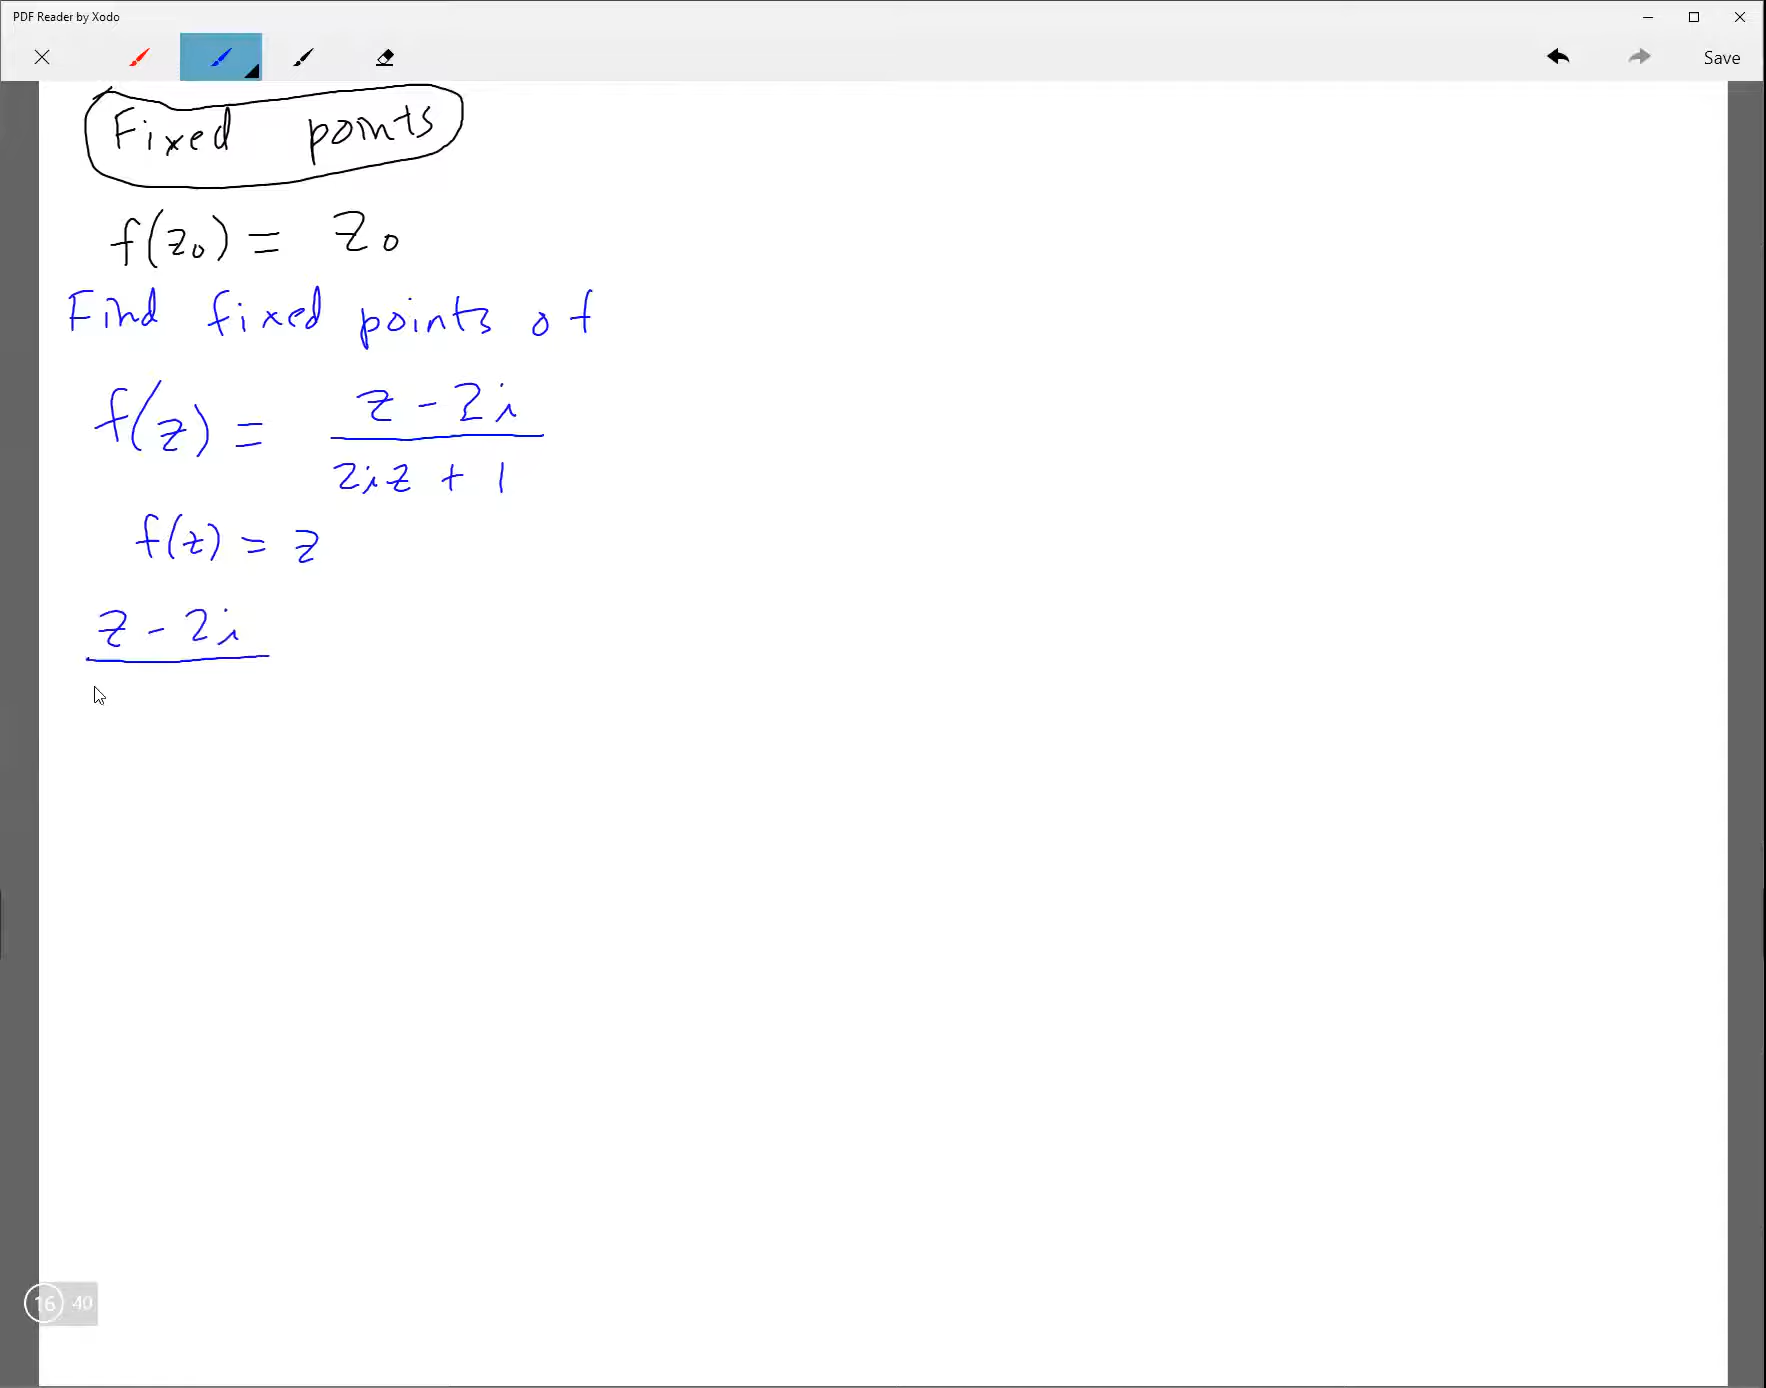 PDF Reader by Xodo
Save
Fixed points
f(z₀) = z₀
Find fixed points of
f(z) = z - 2i
2iz + 1
f(z) = z
z - 2i
16 40